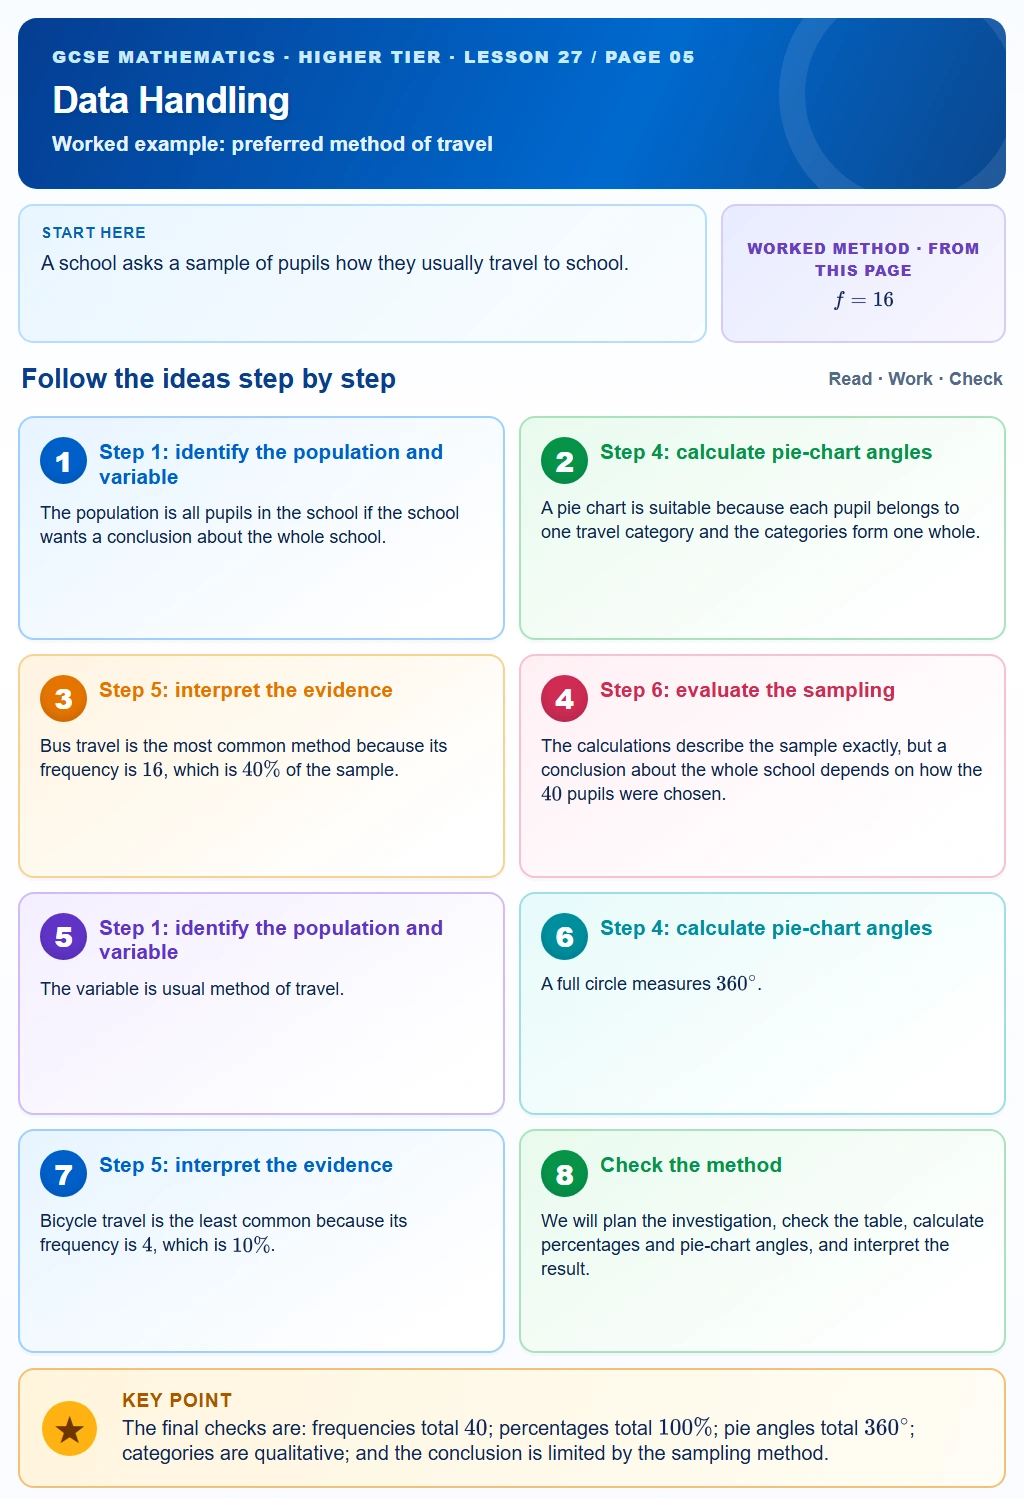 GCSE MATHEMATICS · HIGHER TIER · LESSON 27 / PAGE 05
Data Handling
Worked example: preferred method of travel
START HERE
A school asks a sample of pupils how they usually travel to school.
WORKED METHOD · FROM
THIS PAGE
f = 16
Follow the ideas step by step
Read · Work · Check
1
Step 1: identify the population and
variable
The population is all pupils in the school if the school
wants a conclusion about the whole school.
2
Step 4: calculate pie-chart angles
A pie chart is suitable because each pupil belongs to
one travel category and the categories form one whole.
3
Step 5: interpret the evidence
Bus travel is the most common method because its
frequency is 16, which is 40% of the sample.
4
Step 6: evaluate the sampling
The calculations describe the sample exactly, but a
conclusion about the whole school depends on how the
40 pupils were chosen.
5
Step 1: identify the population and
variable
The variable is usual method of travel.
6
Step 4: calculate pie-chart angles
A full circle measures 360°.
7
Step 5: interpret the evidence
Bicycle travel is the least common because its
frequency is 4, which is 10%.
8
Check the method
We will plan the investigation, check the table, calculate
percentages and pie-chart angles, and interpret the
result.
KEY POINT
The final checks are: frequencies total 40; percentages total 100%; pie angles total 360°;
categories are qualitative; and the conclusion is limited by the sampling method.